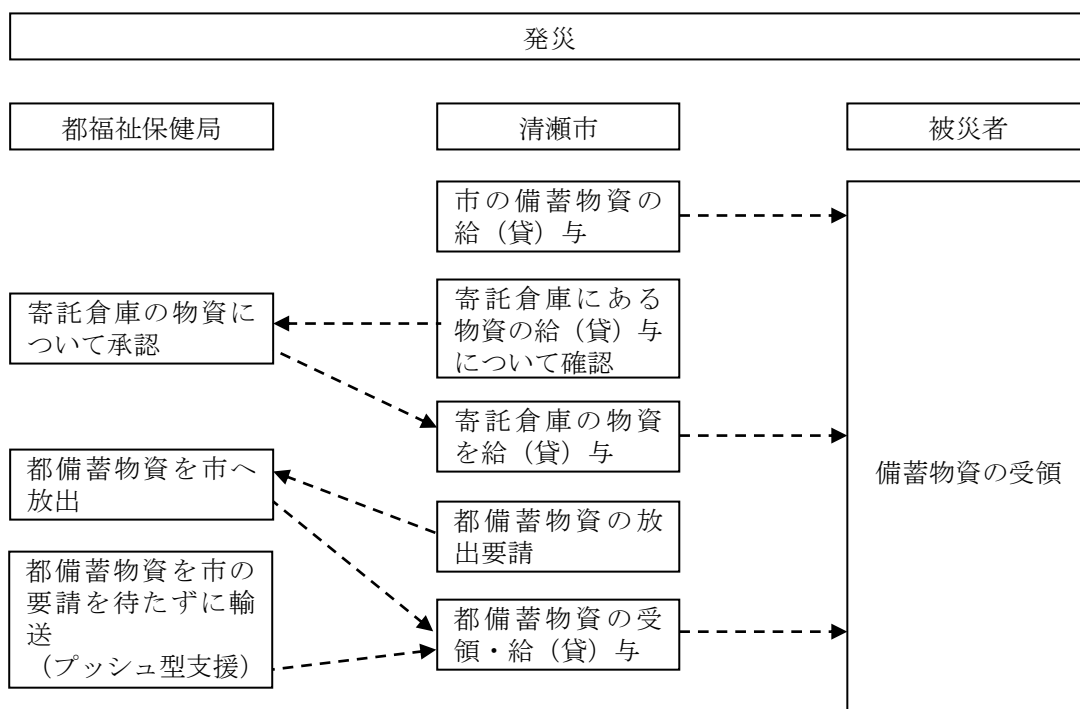 発災
都福祉保健局
清瀬市
被災者
市の備蓄物資の
給（貸）与
寄託倉庫にある
物資の給（貸）与
について確認
寄託倉庫の物資に
ついて承認
寄託倉庫の物資
を給（貸）与
都備蓄物資を市へ
放出
都備蓄物資の放
出要請
都備蓄物資を市の
要請を待たずに輸
送
（プッシュ型支援）
都備蓄物資の受
領・給（貸）与
備蓄物資の受領